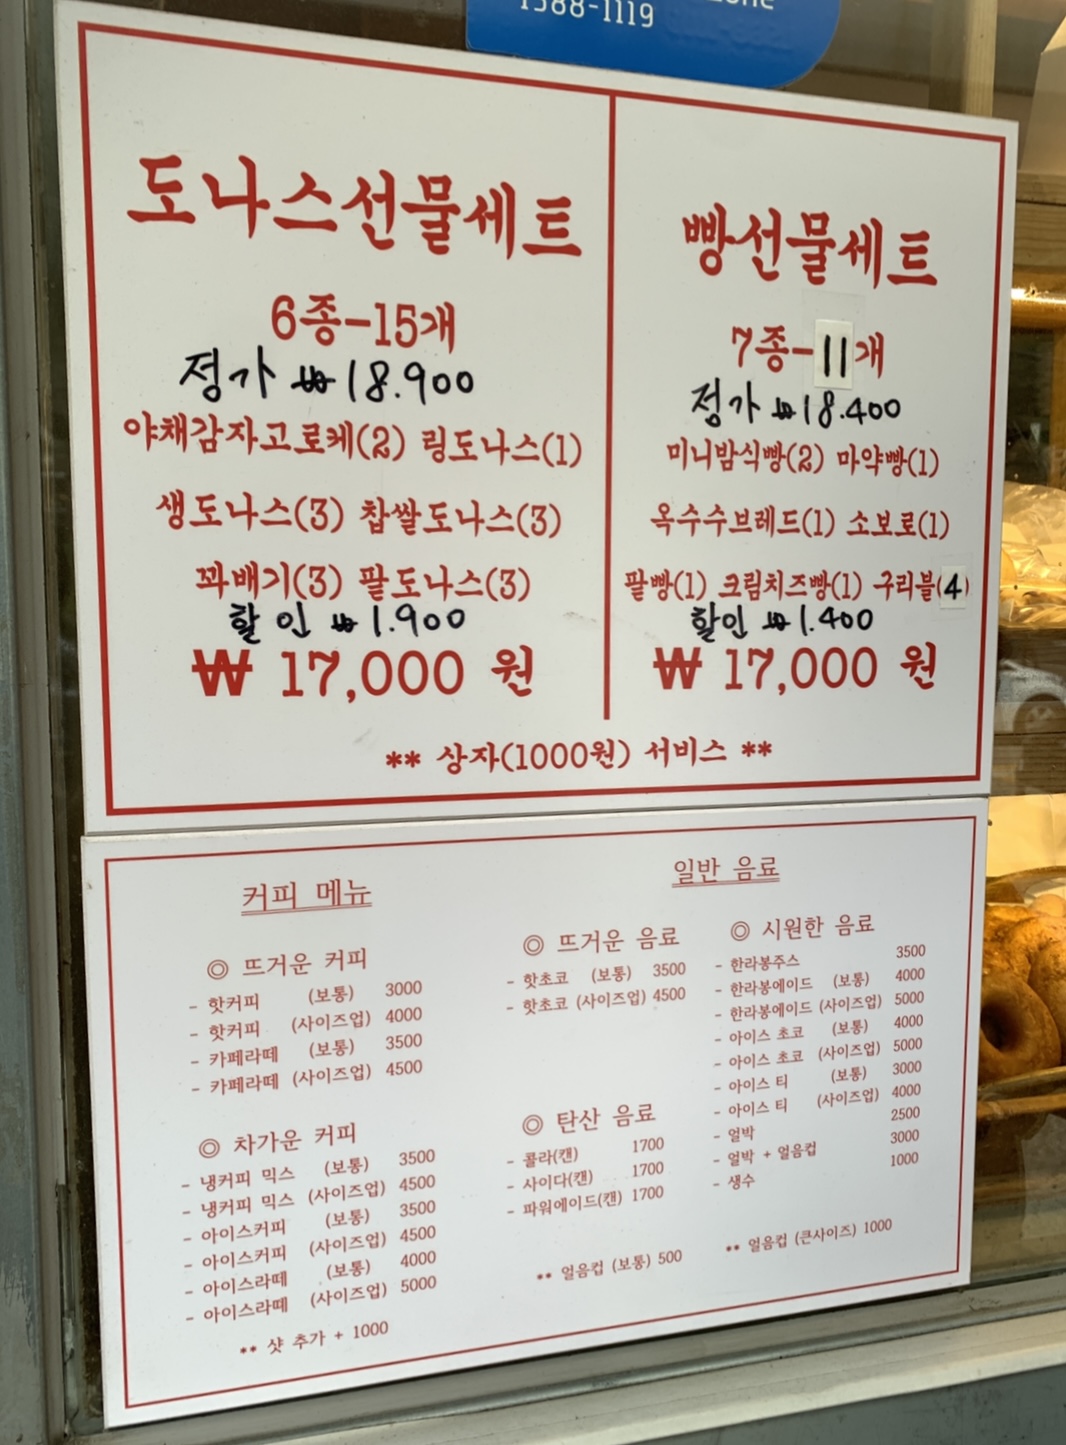 1588-1119
도나스선물세트
6종-15개
정가 ₩18.900
야채감자고로케(2) 링도나스(1)
생도나스(3) 찹쌀도나스(3)
꽈배기(3) 팥도나스(3)
할인 ₩1.900
₩ 17,000 원
빵선물세트
7종-11개
정가 ₩18.400
미니밤식빵(2) 마약빵(1)
옥수수브레드(1) 소보로(1)
팥빵(1) 크림치즈빵(1) 구리볼(4)
할인 ₩1.400
₩ 17,000 원
** 상자(1000원) 서비스 **
커피 메뉴
◎ 뜨거운 커피
- 핫커피 (보통) 3000
- 핫커피 (사이즈업) 4000
- 카페라떼 (보통) 3500
- 카페라떼 (사이즈업) 4500
◎ 차가운 커피
- 냉커피 믹스 (보통) 3500
- 냉커피 믹스 (사이즈업) 4500
- 아이스커피 (보통) 3500
- 아이스커피 (사이즈업) 4500
- 아이스라떼 (보통) 4000
- 아이스라떼 (사이즈업) 5000
** 샷 추가 + 1000
일반 음료
◎ 뜨거운 음료
- 핫초코 (보통) 3500
- 핫초코 (사이즈업) 4500
◎ 탄산 음료
- 콜라(캔) 1700
- 사이다(캔) 1700
- 파워에이드(캔) 1700
** 얼음컵 (보통) 500
◎ 시원한 음료
- 한라봉주스 3500
- 한라봉에이드 (보통) 4000
- 한라봉에이드 (사이즈업) 5000
- 아이스 초코 (보통) 4000
- 아이스 초코 (사이즈업) 5000
- 아이스 티 (보통) 3000
- 아이스 티 (사이즈업) 4000
- 얼박 2500
- 얼박 + 얼음컵 3000
- 생수 1000
** 얼음컵 (큰사이즈) 1000